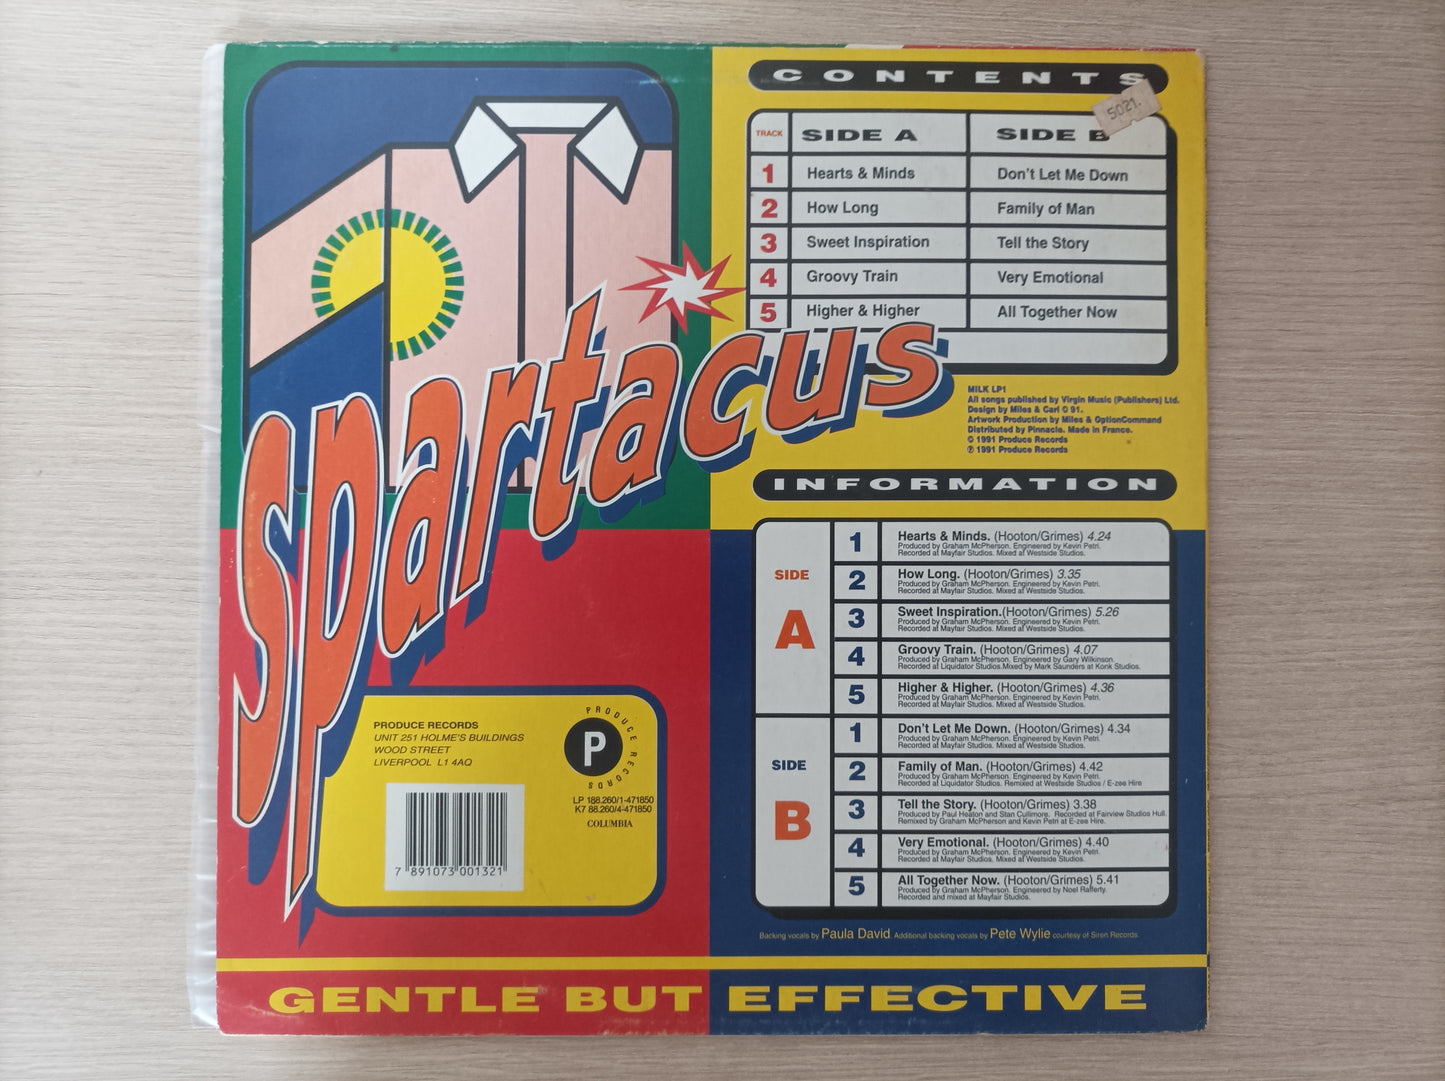 CONTENTS
5021.
TRACK SIDE A SIDE B
1 Hearts & Minds Don't Let Me Down
2 How Long Family of Man
3 Sweet Inspiration Tell the Story
4 Groovy Train Very Emotional
5 Higher & Higher All Together Now
Spartacus
MILK LP1
All songs published by Virgin Music (Publishers) Ltd.
Design by Miles & Carl © 91.
Artwork Production by Miles & OptionCommand
Distributed by Pinnacle. Made in France.
© 1991 Produce Records
℗ 1991 Produce Records
INFORMATION
SIDE A
1 Hearts & Minds. (Hooton/Grimes) 4.24
Produced by Graham McPherson. Engineered by Kevin Petri.
Recorded at Mayfair Studios. Mixed at Westside Studios.
2 How Long. (Hooton/Grimes) 3.35
Produced by Graham McPherson. Engineered by Kevin Petri.
Recorded at Mayfair Studios. Mixed at Westside Studios.
3 Sweet Inspiration.(Hooton/Grimes) 5.26
Produced by Graham McPherson. Engineered by Kevin Petri.
Recorded at Mayfair Studios. Mixed at Westside Studios.
4 Groovy Train. (Hooton/Grimes) 4.07
Produced by Graham McPherson. Engineered by Gary Wilkinson.
Recorded at Liquidator Studios.Mixed by Mark Saunders at Konk Studios.
5 Higher & Higher. (Hooton/Grimes) 4.36
Produced by Graham McPherson. Engineered by Kevin Petri.
Recorded at Mayfair Studios. Mixed at Westside Studios.
SIDE B
1 Don't Let Me Down. (Hooton/Grimes) 4.34
Produced by Graham McPherson. Engineered by Kevin Petri.
Recorded at Mayfair Studios. Mixed at Westside Studios.
2 Family of Man. (Hooton/Grimes) 4.42
Produced by Graham McPherson. Engineered by Kevin Petri.
Recorded at Liquidator Studios. Remixed at Westside Studios / E-zee Hire
3 Tell the Story. (Hooton/Grimes) 3.38
Produced by Paul Heaton and Stan Cullimore. Recorded at Fairview Studios Hull.
Remixed by Graham McPherson and Kevin Petri at E-zee Hire.
4 Very Emotional. (Hooton/Grimes) 4.40
Produced by Graham McPherson. Engineered by Kevin Petri.
Recorded at Mayfair Studios. Mixed at Westside Studios.
5 All Together Now. (Hooton/Grimes) 5.41
Produced by Graham McPherson. Engineered by Noel Rafferty.
Recorded and mixed at Mayfair Studios.
Backing vocals by Paula David. Additional backing vocals by Pete Wylie courtesy of Siren Records.
PRODUCE RECORDS
UNIT 251 HOLME'S BUILDINGS
WOOD STREET
LIVERPOOL L1 4AQ
PRODUCE RECORDS
P
LP 188.260/1-471850
K7 88.260/4-471850
COLUMBIA
7 891073 001321
GENTLE BUT EFFECTIVE